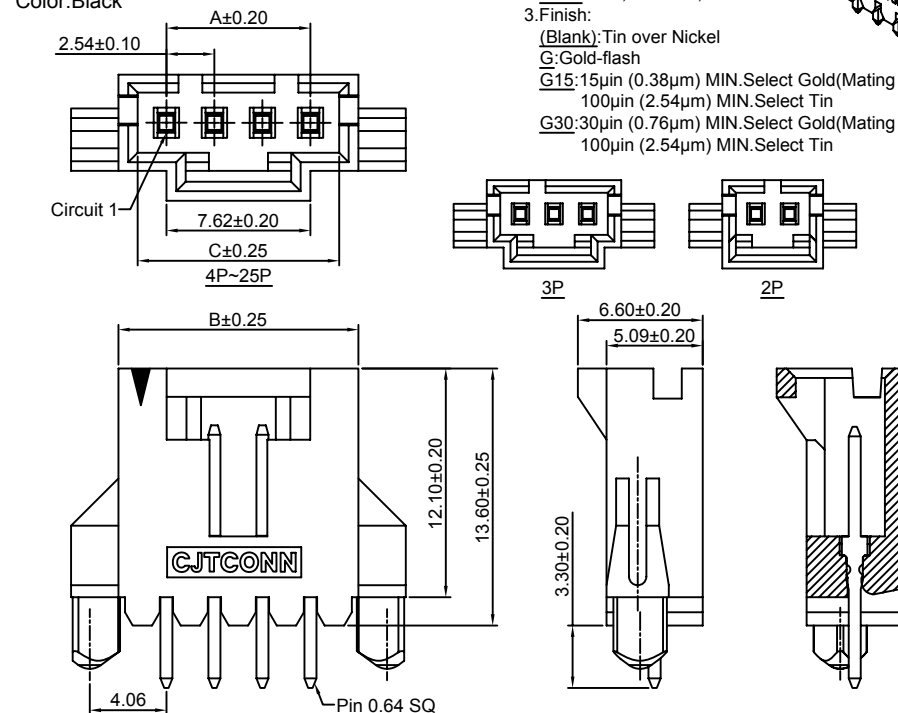 Color:Black
3.Finish:
(Blank):Tin over Nickel
G:Gold-flash
G15:15µin (0.38µm) MIN.Select Gold(Mating
100µin (2.54µm) MIN.Select Tin
G30:30µin (0.76µm) MIN.Select Gold(Mating
100µin (2.54µm) MIN.Select Tin
A±0.20
2.54±0.10
Circuit 1
7.62±0.20
C±0.25
4P~25P
3P
2P
B±0.25
12.10±0.20
13.60±0.25
CJTCONN
4.06
Pin 0.64 SQ
6.60±0.20
5.09±0.20
3.30±0.20